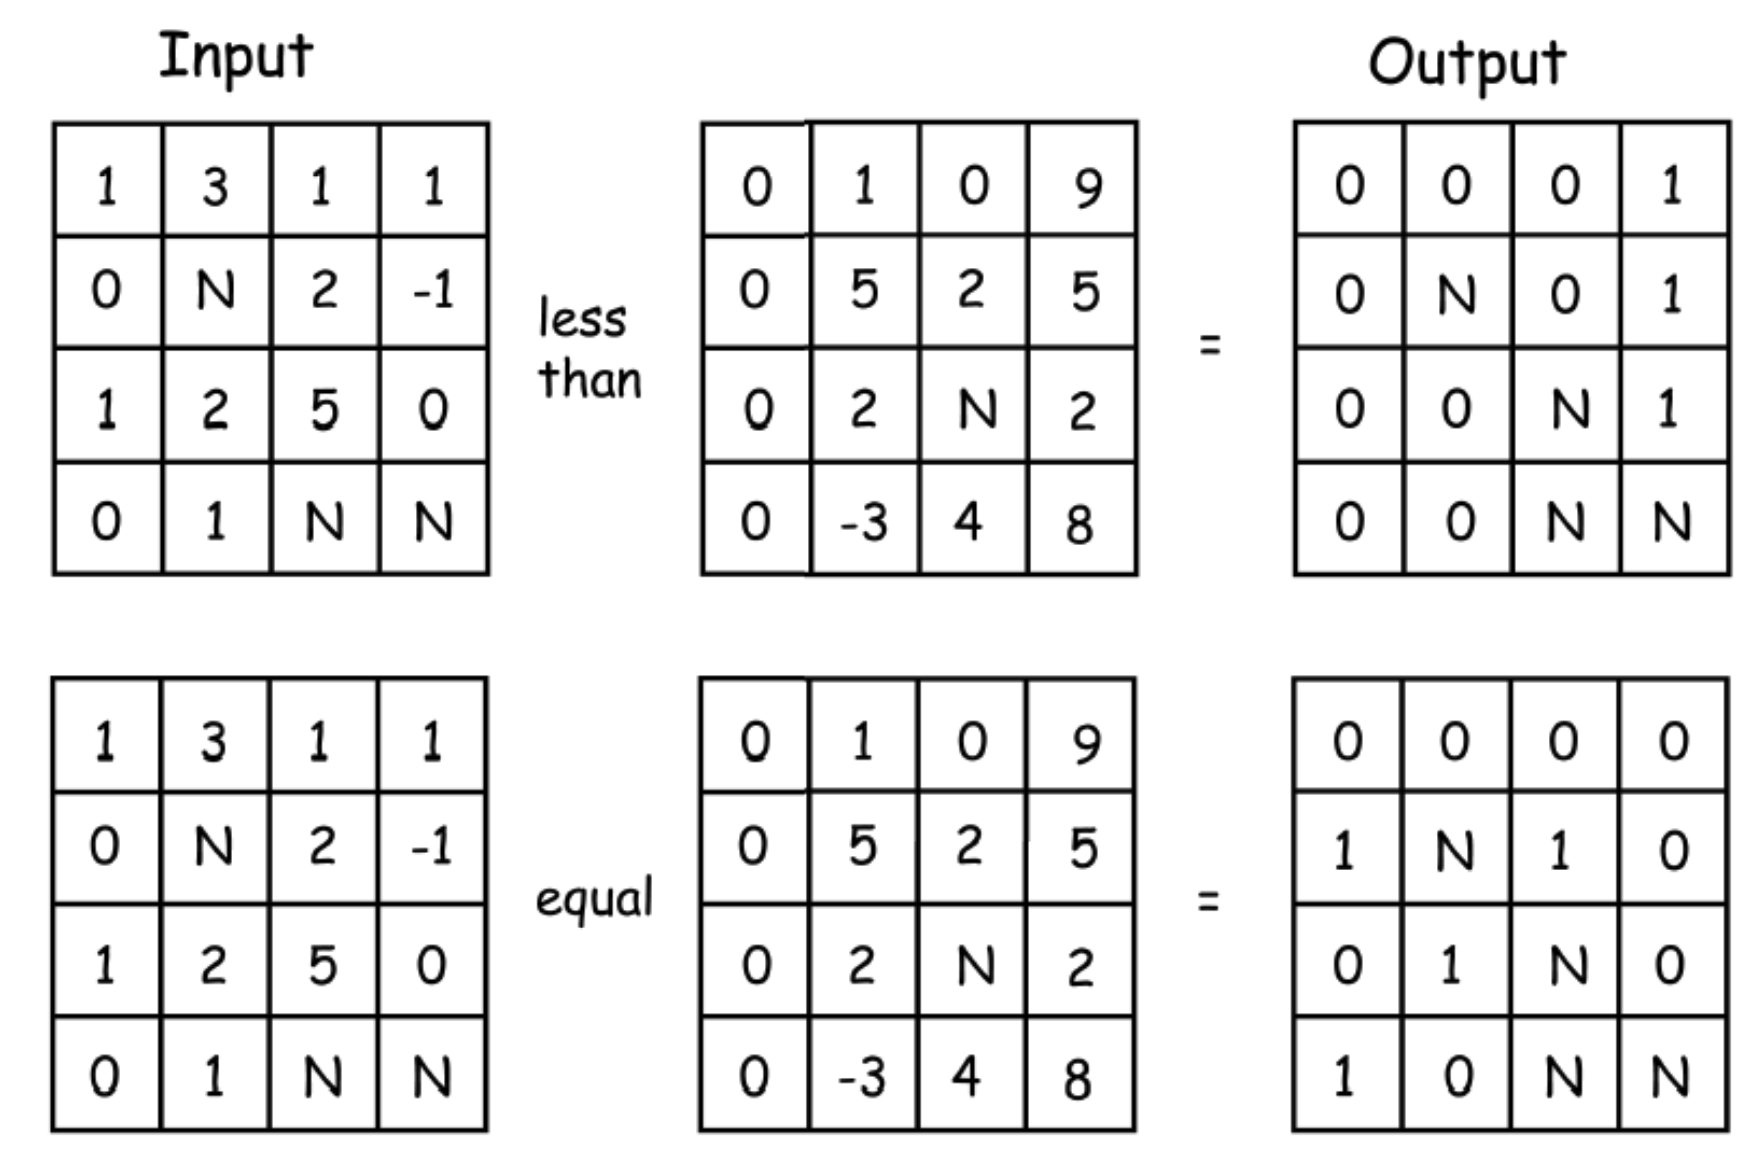 Input Output
1 3 1 1 0 1 0 9 0 0 0 1
0 N 2 -1 0 5 2 5 0 N 0 1
less
than
=
1 2 5 0 0 2 N 2 0 0 N 1
0 1 N N 0 -3 4 8 0 0 N N
1 3 1 1 0 1 0 9 0 0 0 0
0 N 2 -1 0 5 2 5 1 N 1 0
equal =
1 2 5 0 0 2 N 2 0 1 N 0
0 1 N N 0 -3 4 8 1 0 N N